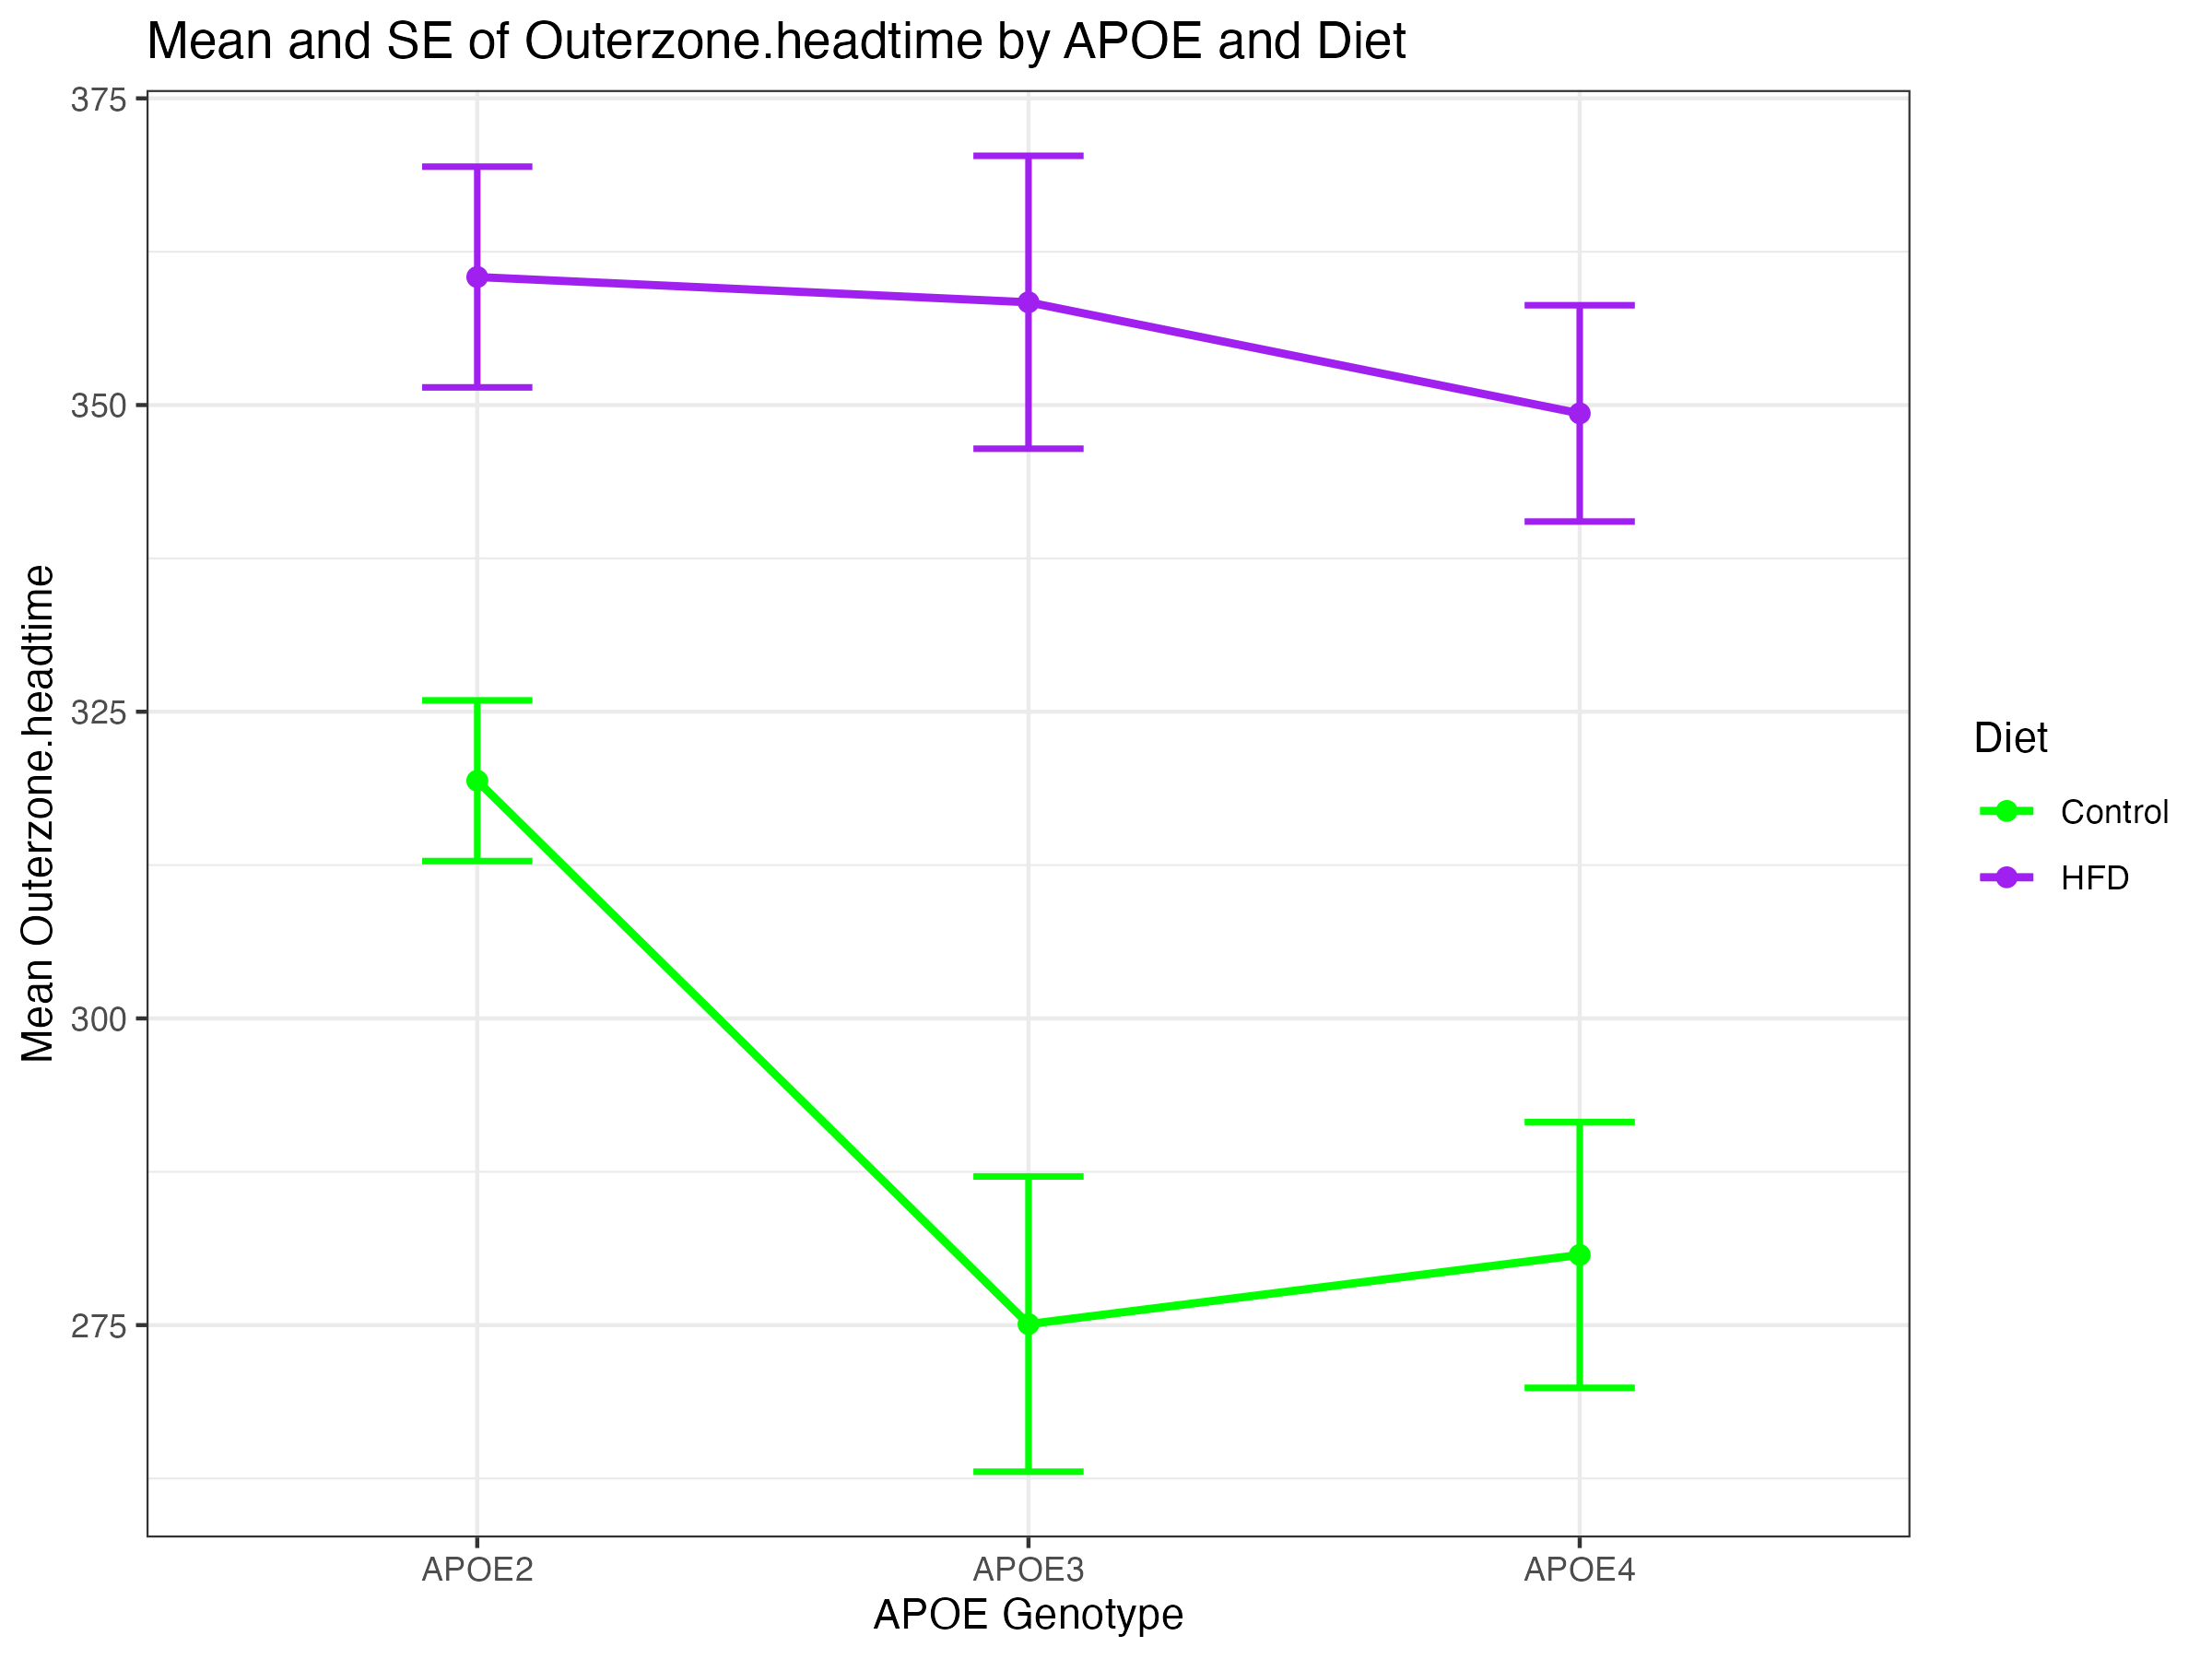 Mean and SE of Outerzone.headtime by APOE and Diet
375
350
325
300
275
Mean Outerzone.headtime
APOE2
APOE3
APOE4
APOE Genotype
Diet
Control
HFD